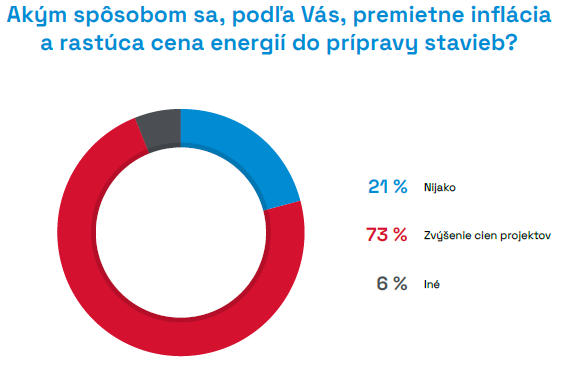 Akým spôsobom sa, podľa Vás, premietne inflácia
a rastúca cena energií do prípravy stavieb?
21 % Nijako
73 % Zvýšenie cien projektov
6 % Iné